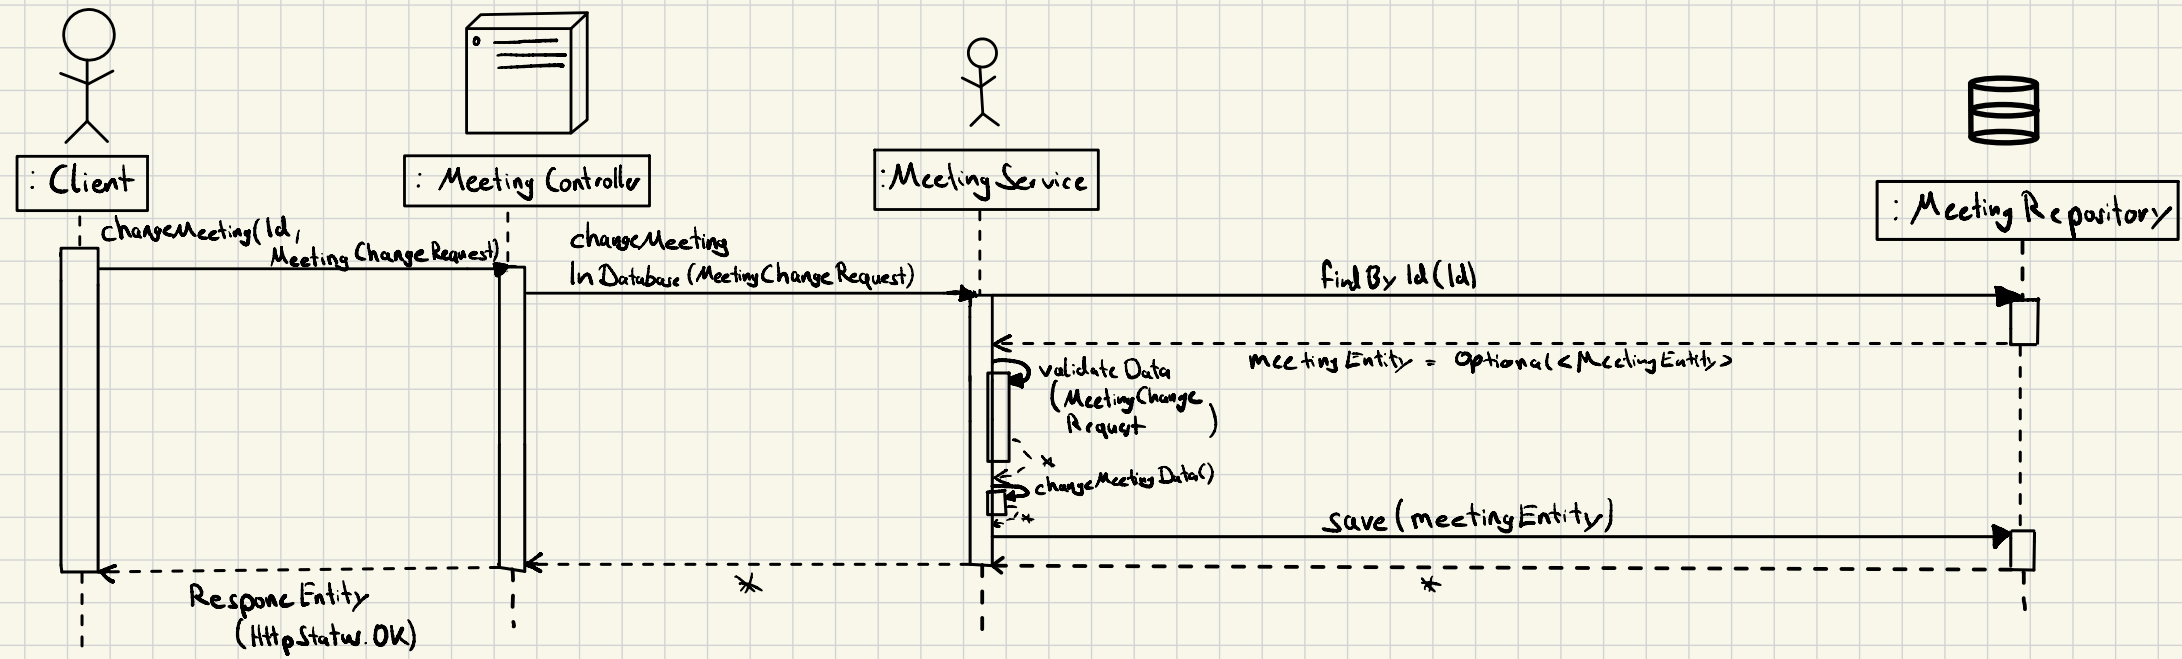 : Client
: Meeting Controller
:Meeting Service
: Meeting Repository
changeMeeting(Id,
Meeting Change Request)
changeMeeting
In Database (Meeting Change Request)
findBy Id (Id)
meeting Entity = Optional<MeetingEntity>
validate Data
(Meeting Change
Request )
*
changeMeeting Data()
*
save (meeting Entity)
*
*
Respone Entity
(HttpStatus.OK)